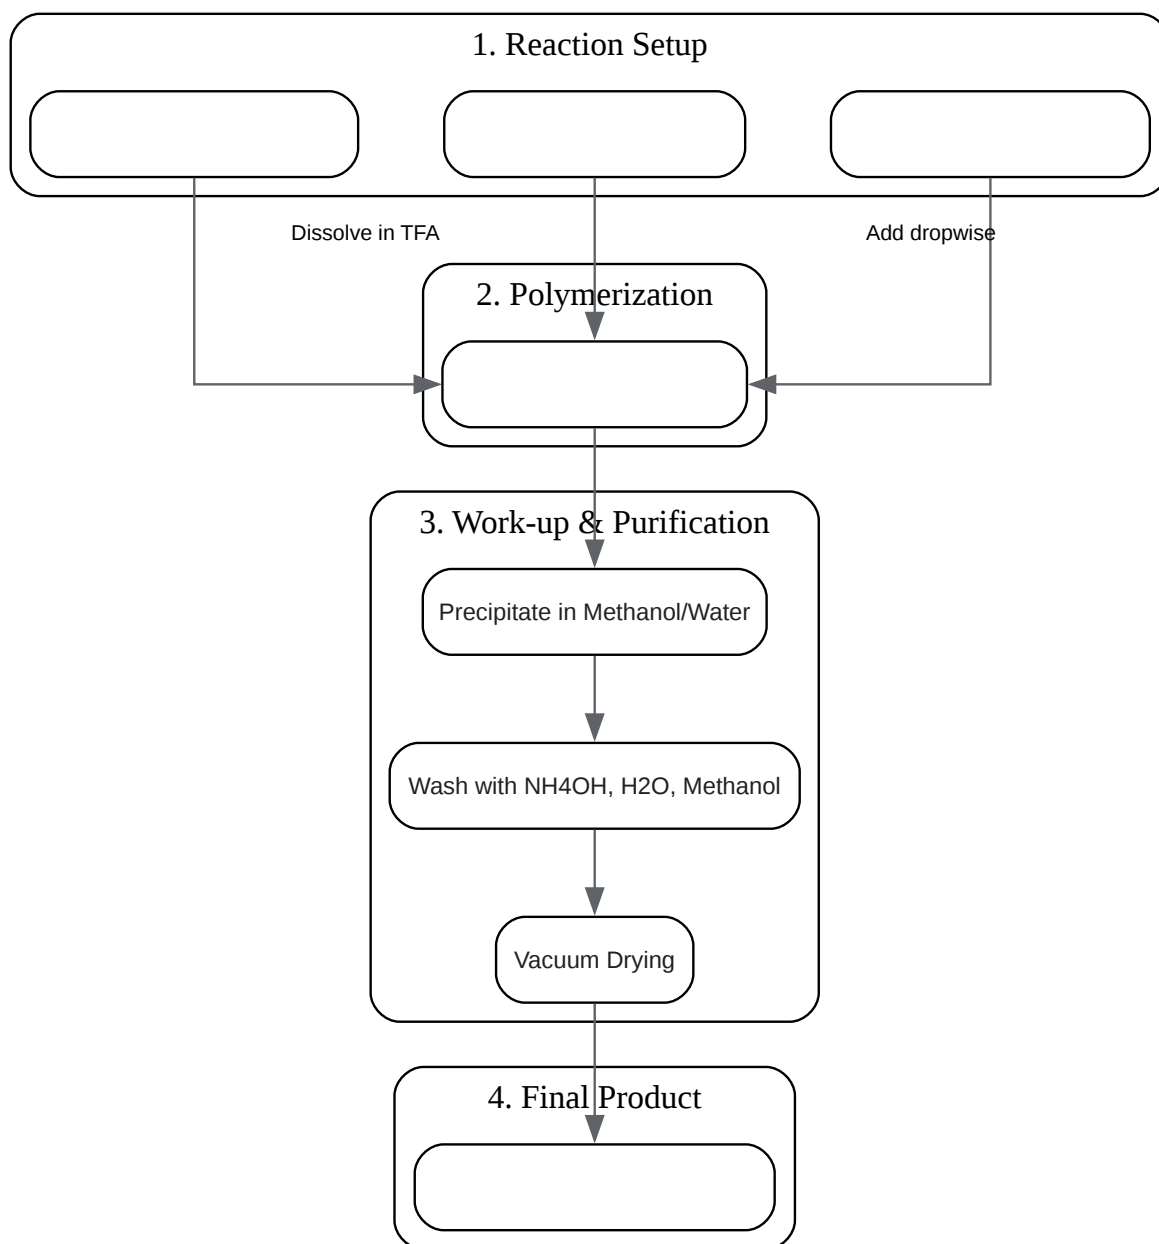 1. Reaction Setup
Dissolve in TFA
Add dropwise
2. Polymerization
3. Work-up & Purification
Precipitate in Methanol/Water
Wash with NH4OH, H2O, Methanol
Vacuum Drying
4. Final Product